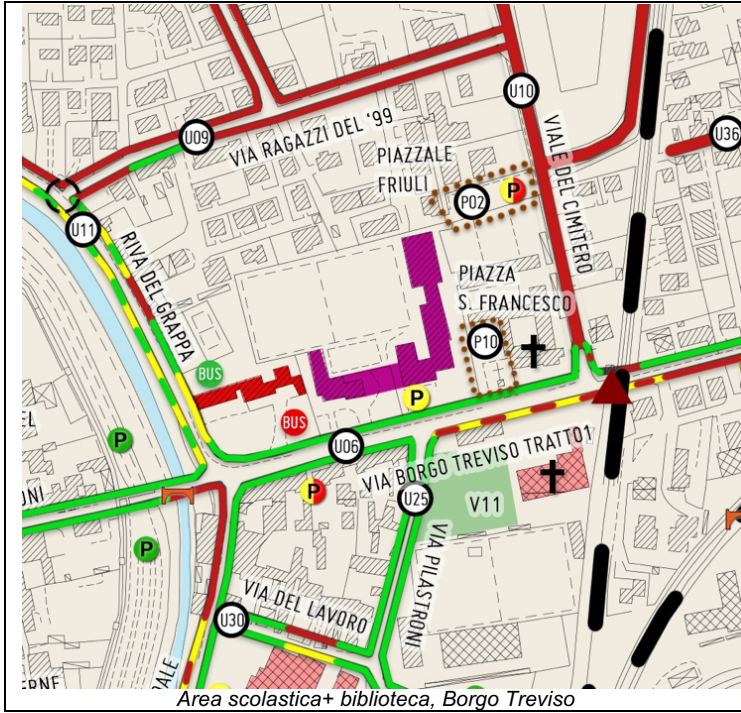 U10
U36
U09
VIA RAGAZZI DEL '99
PIAZZALE
FRIULI
P02
P
VIALE DEL CIMITERO
U11
RIVA DEL GRAPPA
PIAZZA
S. FRANCESCO
P10
BUS
P
BUS
U06
P
VIA BORGO TREVISO TRATTO1
P
U25
V11
P
VIA PILASTRONI
VIA DEL LAVORO
U30
Area scolastica+ biblioteca, Borgo Treviso